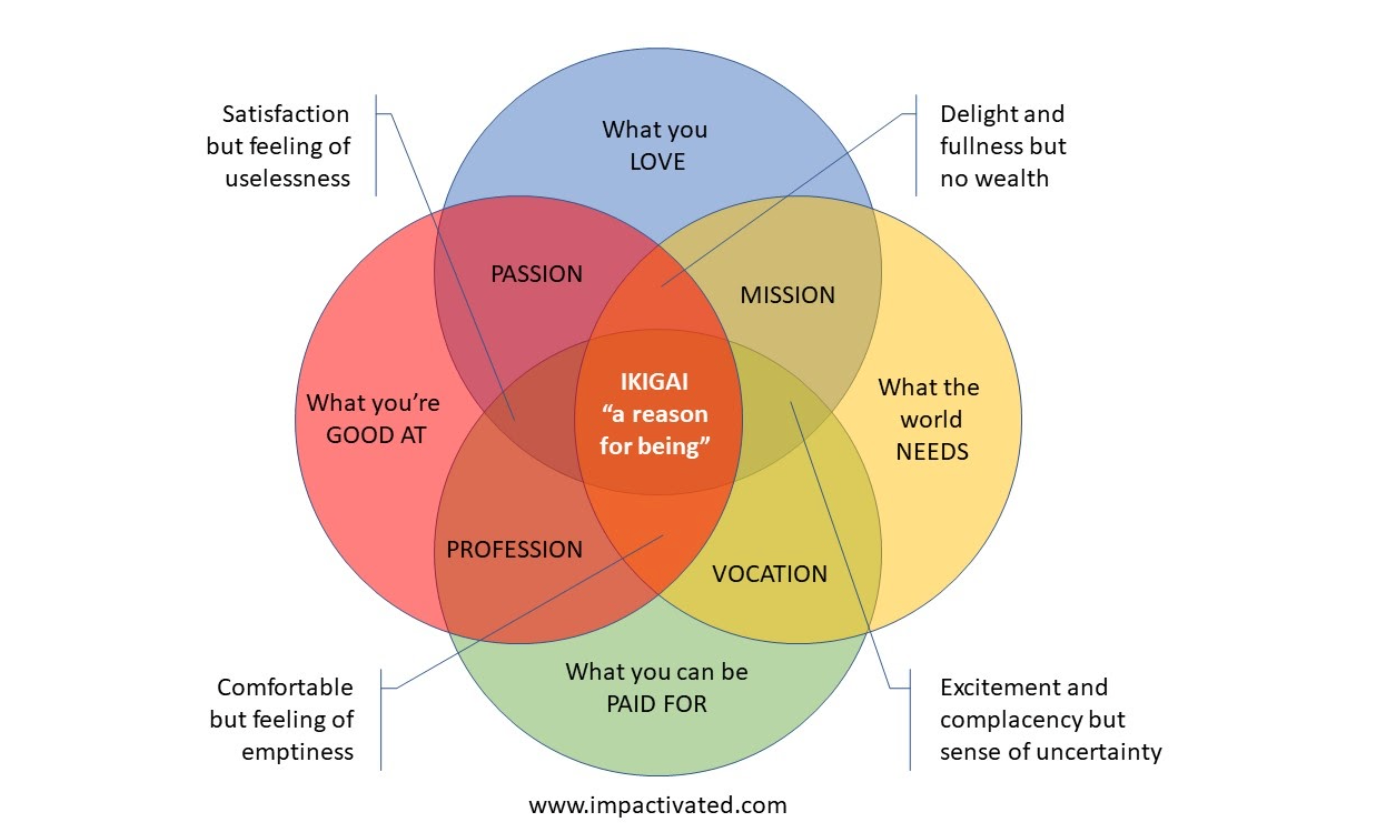 Satisfaction
but feeling of
uselessness
What you
LOVE
Delight and
fullness but
no wealth
PASSION
MISSION
What you’re
GOOD AT
IKIGAI
“a reason
for being”
What the
world
NEEDS
PROFESSION
VOCATION
Comfortable
but feeling of
emptiness
What you can be
PAID FOR
Excitement and
complacency but
sense of uncertainty
www.impactivated.com